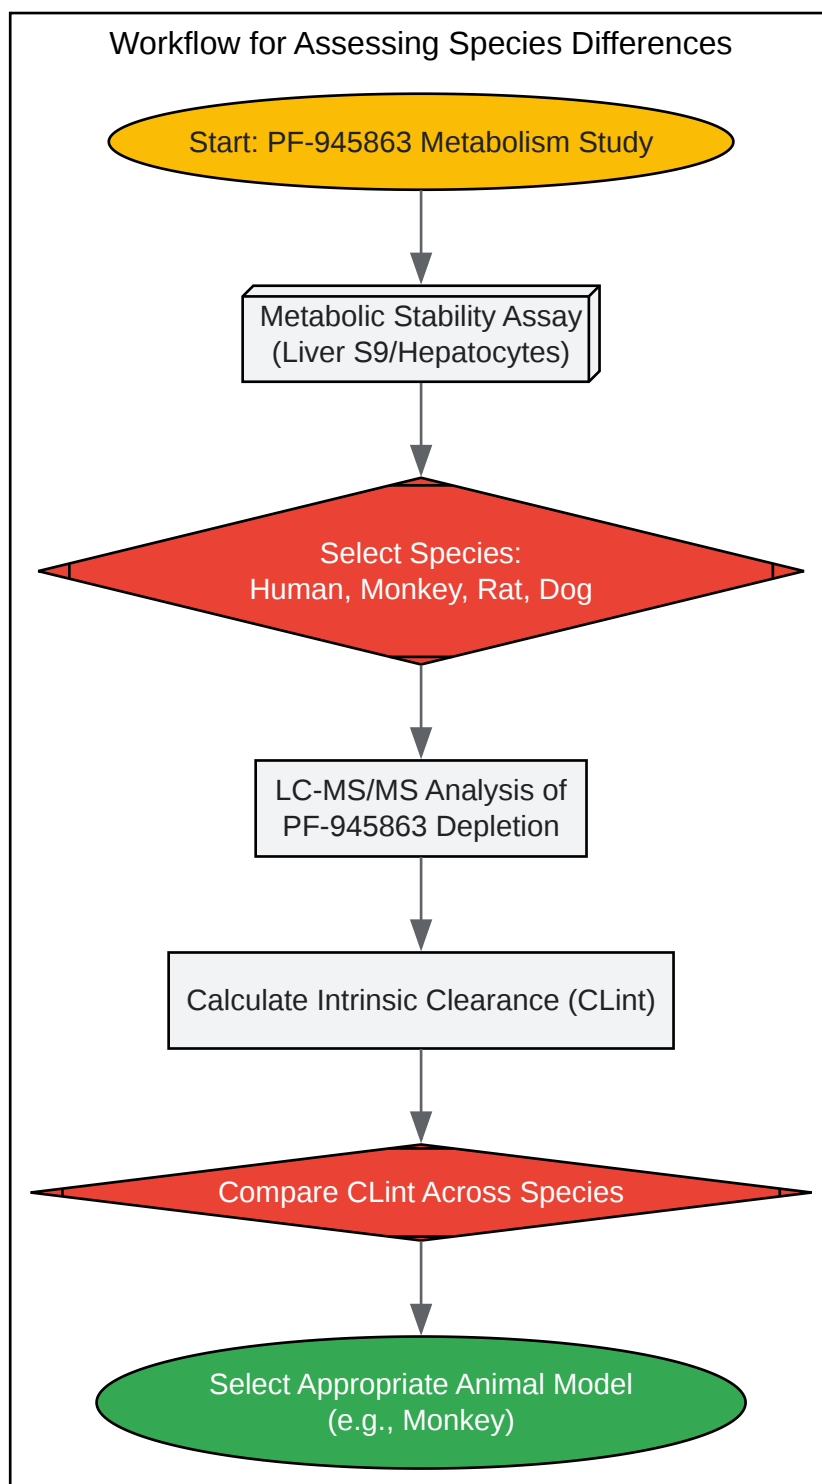 Workflow for Assessing Species Differences
Start: PF-945863 Metabolism Study
Metabolic Stability Assay
(Liver S9/Hepatocytes)
Select Species:
Human, Monkey, Rat, Dog
LC-MS/MS Analysis of
PF-945863 Depletion
Calculate Intrinsic Clearance (CLint)
Compare CLint Across Species
Select Appropriate Animal Model
(e.g., Monkey)